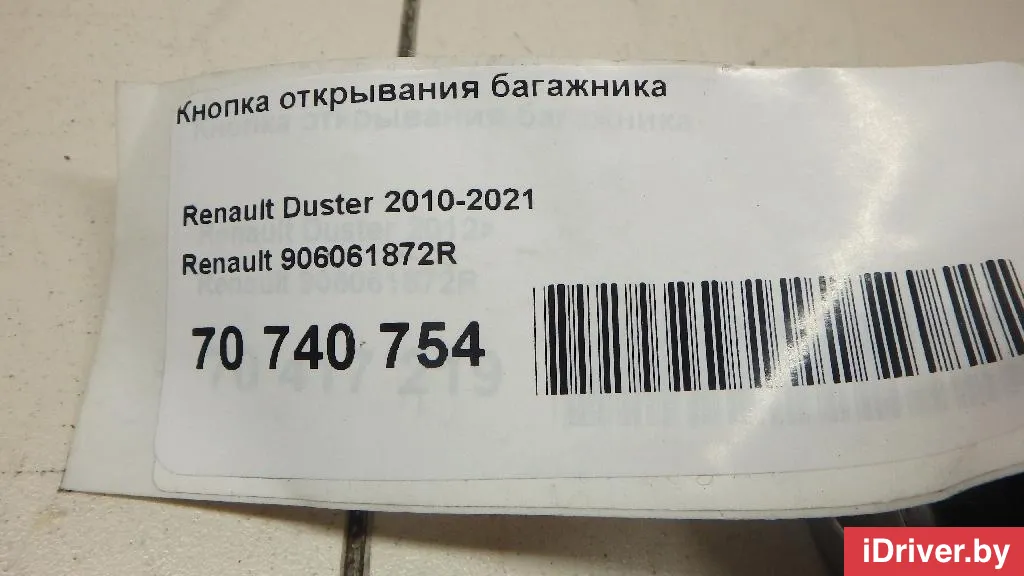 Кнопка открывания багажника
Renault Duster 2010-2021
Renault 906061872R
70 740 754
iDriver.by